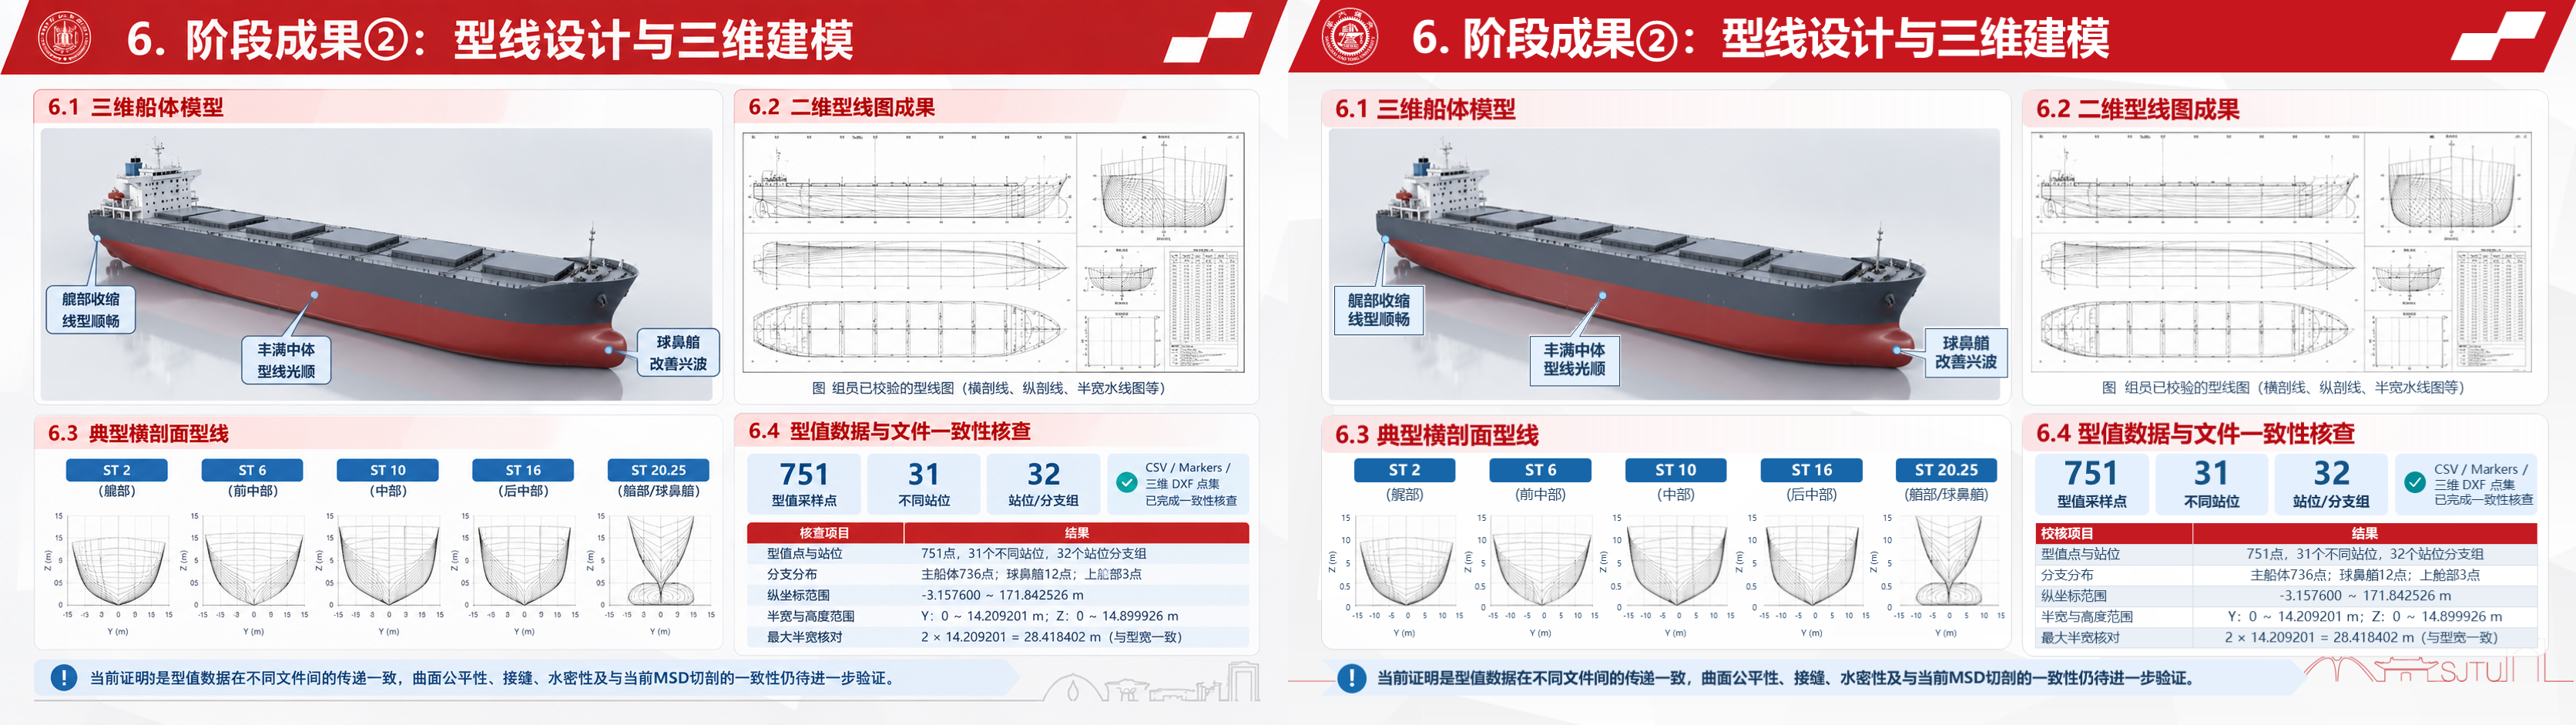 6. 阶段成果②：型线设计与三维建模
6.1 三维船体模型
艉部收缩
线型顺畅
丰满中体
型线光顺
球鼻艏
改善兴波
6.2 二维型线图成果
图 组员已校验的型线图（横剖线、纵剖线、半宽水线图等）
6.3 典型横剖面型线
ST 2
ST 6
ST 10
ST 16
ST 20.25
（艉部）
（前中部）
（中部）
（后中部）
（艏部/球鼻艏）
Z (m)
15
15
9
05
0
-15 -√3 3 0 9 15 15
Y (m)
Y (m)
Y (m)
Y (m)
Y (m)
6.4 型值数据与文件一致性核查
751
型值采样点
31
不同站位
32
站位/分支组
CSV / Markers /
三维 DXF 点集
已完成一致性核查
核查项目 结果
型值点与站位 751点，31个不同站位，32个站位分支组
分支分布 主船体736点；球鼻艏12点；上舱部3点
纵坐标范围 -3.157600 ~ 171.842526 m
半宽与高度范围 Y：0 ~ 14.209201 m；Z：0 ~ 14.899926 m
最大半宽核对 2 × 14.209201 = 28.418402 m（与型宽一致）
! 当前证明的是型值数据在不同文件间的传递一致，曲面公平性、接缝、水密性及与当前MSD切剖的一致性仍待进一步验证。
6. 阶段成果②：型线设计与三维建模
6.1 三维船体模型
艉部收缩
线型顺畅
丰满中体
型线光顺
球鼻艏
改善兴波
6.2 二维型线图成果
图 组员已校验的型线图（横剖线、纵剖线、半宽水线图等）
6.3 典型横剖面型线
ST 2
ST 6
ST 10
ST 16
ST 20.25
（艉部）
（前中部）
（中部）
（后中部）
（艏部/球鼻艏）
Z (m)
15
10
5
0.5
0
-15 -10 -5 0 5 10 15
Y (m)
Y (m)
Y (m)
Y (m)
Y (m)
6.4 型值数据与文件一致性核查
751
型值采样点
31
不同站位
32
站位/分支组
CSV / Markers /
三维 DXF 点集
已完成一致性核查
校核项目 结果
型值点与站位 751点，31个不同站位，32个站位分支组
分支分布 主船体736点；球鼻艏12点；上舱部3点
纵坐标范围 -3.157600 ~ 171.842526 m
半宽与高度范围 Y：0 ~ 14.209201 m；Z：0 ~ 14.899926 m
最大半宽核对 2 × 14.209201 = 28.418402 m（与型宽一致）
! 当前证明是型值数据在不同文件间的传递一致，曲面公平性、接缝、水密性及与当前MSD切剖的一致性仍待进一步验证。
SJTU